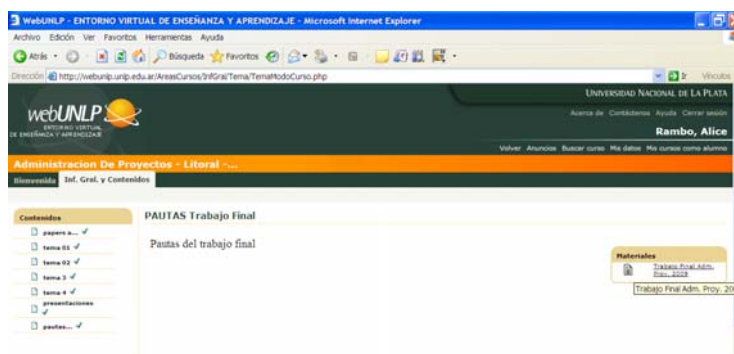 WebUNLP - ENTORNO VIRTUAL DE ENSEÑANZA Y APRENDIZAJE - Microsoft Internet Explorer
Archivo Edición Ver Favoritos Herramientas Ayuda
Atrás Búsqueda Favoritos
Dirección http://webunlp.unlp.edu.ar/AreasCursos/InfGral/Tema/TemaModoCurso.php Ir Vínculos
UNIVERSIDAD NACIONAL DE LA PLATA
webUNLP
ENTORNO VIRTUAL
DE ENSEÑANZA Y APRENDIZAJE
Acerca de Contáctenos Ayuda Cerrar sesión
Rambo, Alice
Volver Anuncios Buscar curso Mis datos Mis cursos como alumno
Administracion De Proyectos - Litoral -...
Bienvenida Inf. Gral. y Contenidos
Contenidos
papers a...
tema 01
tema 02
tema 3
tema 4
presentaciones
pautas...
PAUTAS Trabajo Final
Pautas del trabajo final
Materiales
Trabajo Final Adm.
Proy. 2009
Trabajo Final Adm. Proy. 20